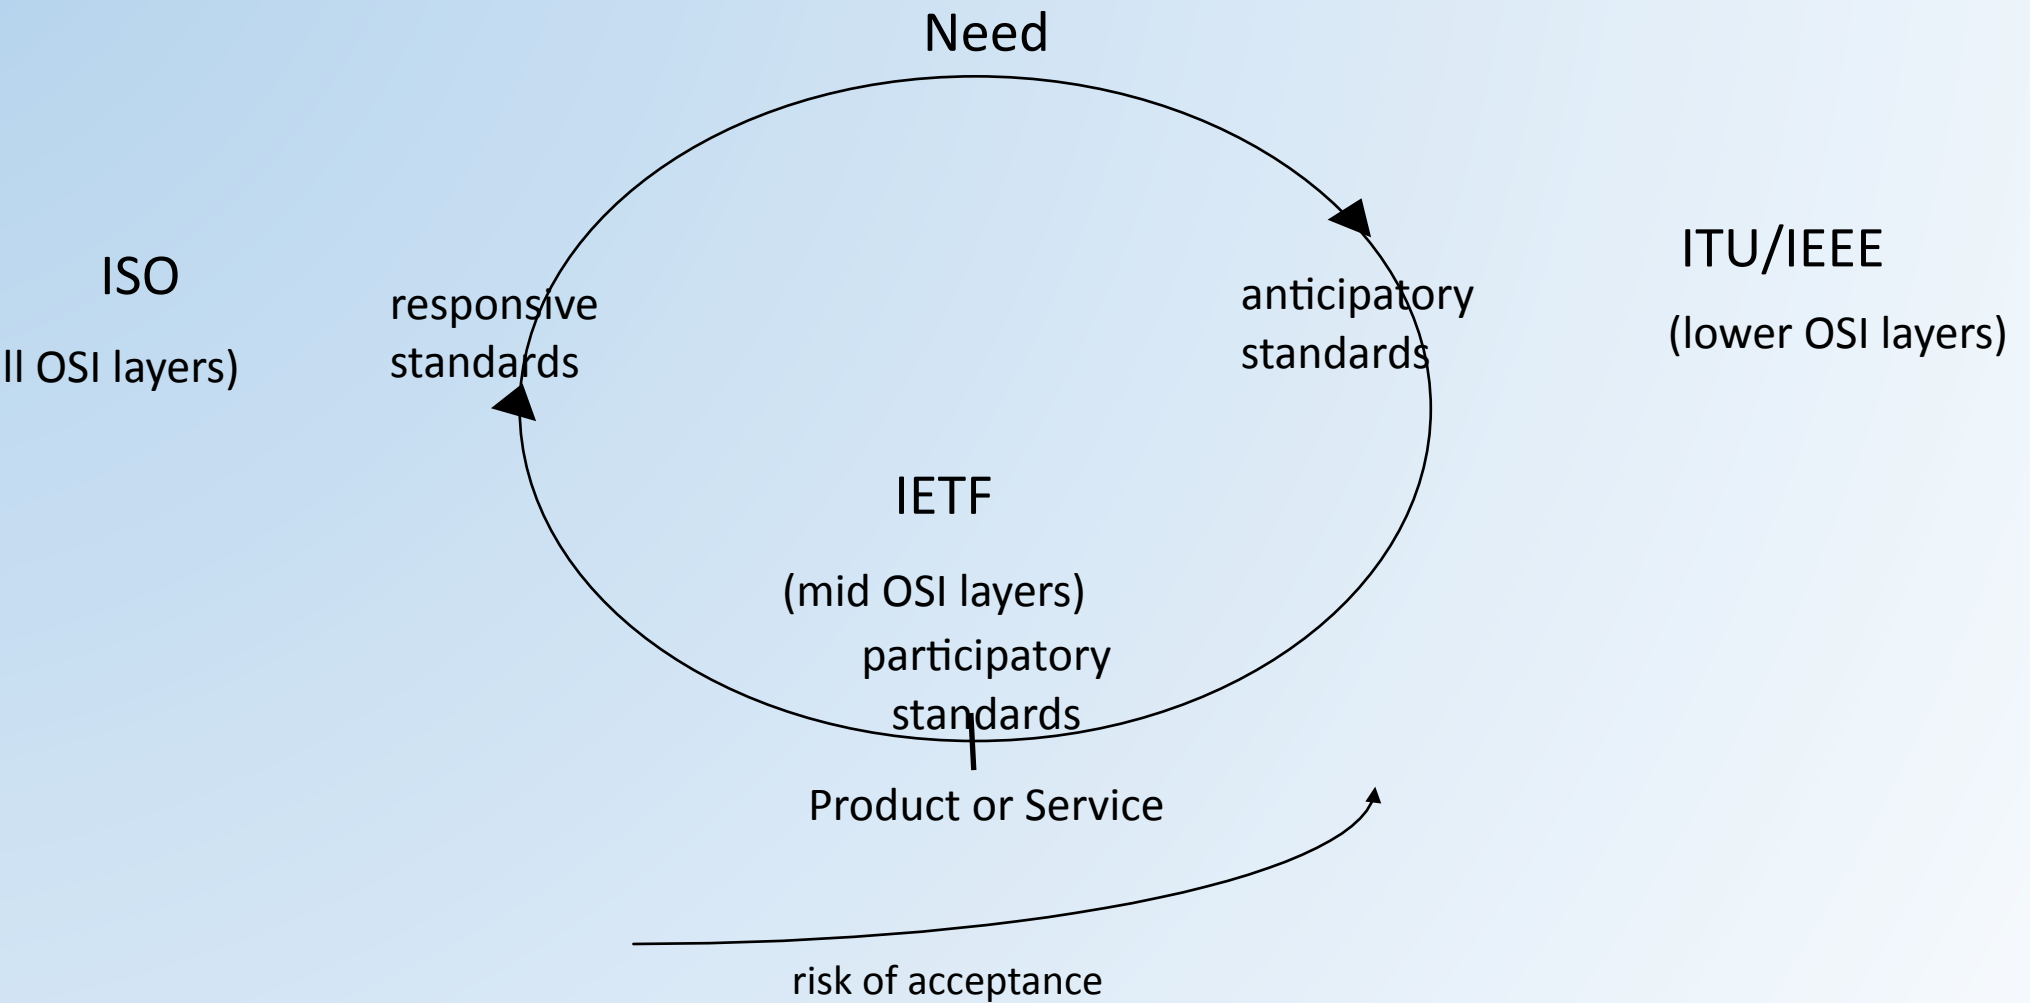 Need
ISO
ll OSI layers)
responsive
standards
anticipatory
standards
ITU/IEEE
(lower OSI layers)
IETF
(mid OSI layers)
participatory
standards
Product or Service
risk of acceptance